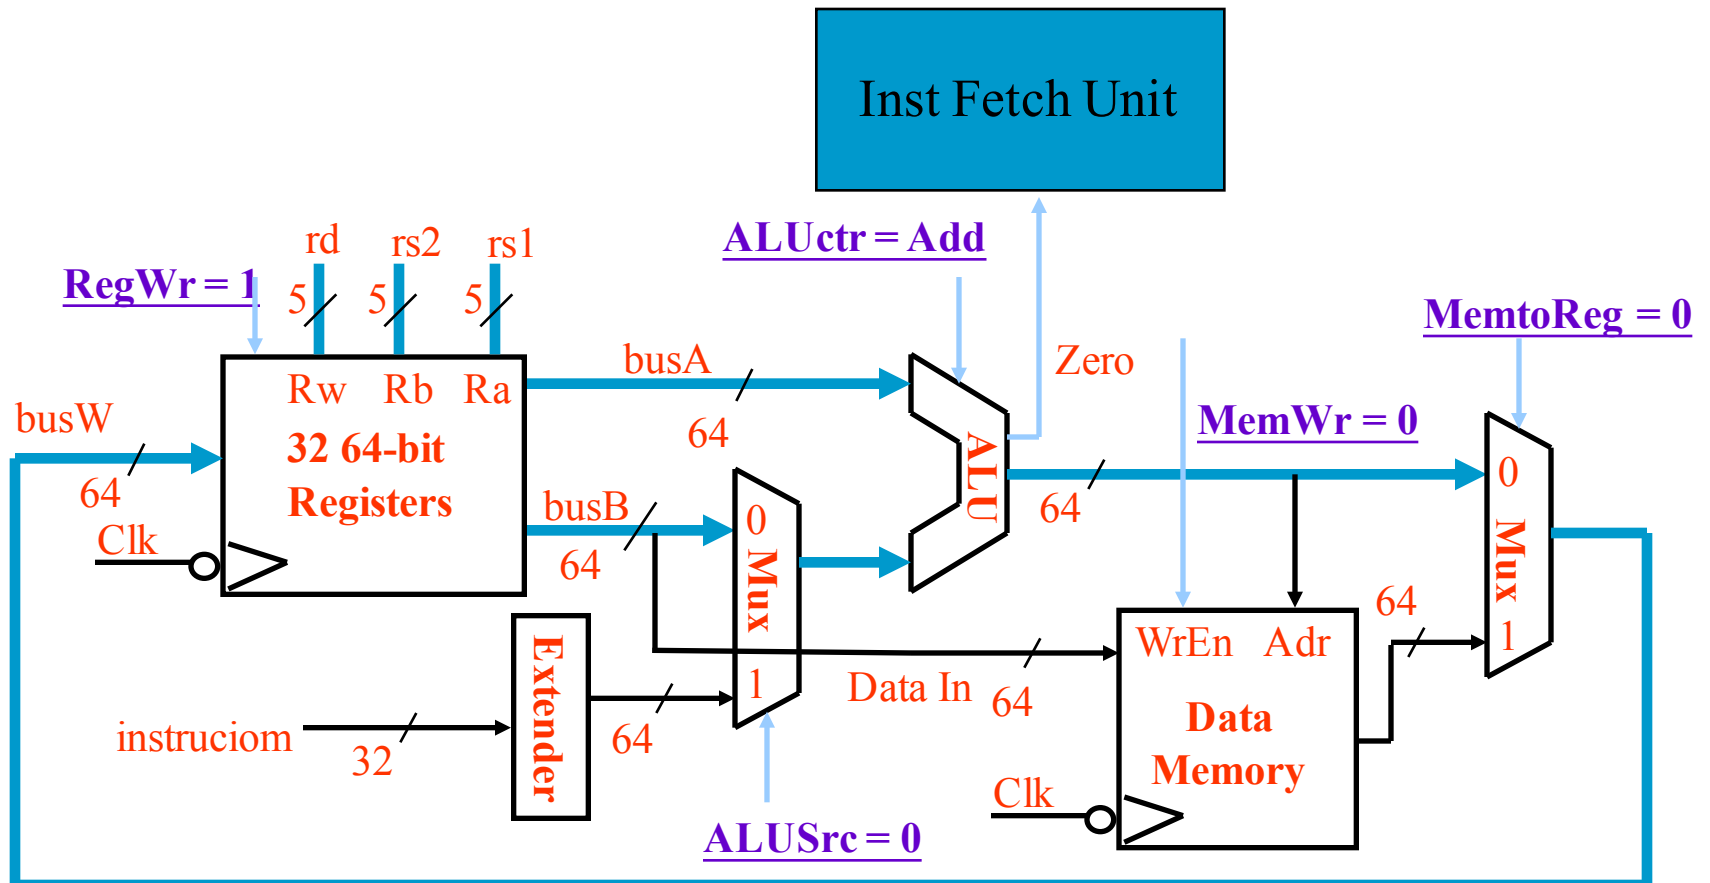 Inst Fetch Unit
ALUctr = Add
rd
rs2
rs1
RegWr = 1
5
5
5
MemtoReg = 0
Zero
busA
64
Rw
Rb
Ra
busW
64
32 64-bit
Registers
MemWr = 0
ALU
64
0
Mux
1
busB
64
0
Mux
1
Clk
64
WrEn
Adr
Extender
Data In
64
64
instruciom
32
Data
Memory
Clk
ALUSrc = 0